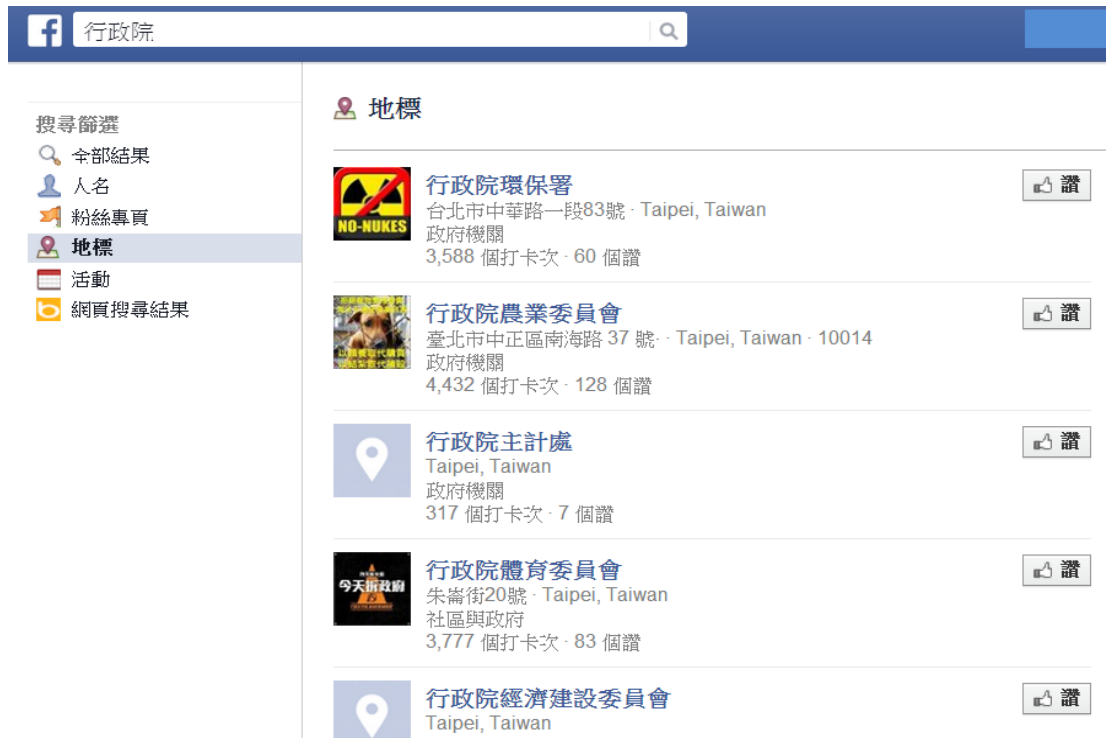 行政院
搜尋篩選
全部結果
人名
粉絲專頁
地標
活動
網頁搜尋結果
地標
NO-NUKES
行政院環保署
讚
台北市中華路一段83號 · Taipei, Taiwan
政府機關
3,588 個打卡次 · 60 個讚
行政院農業委員會
讚
臺北市中正區南海路 37 號· · Taipei, Taiwan · 10014
政府機關
4,432 個打卡次 · 128 個讚
以領養取代購買
行政院主計處
讚
Taipei, Taiwan
政府機關
317 個打卡次 · 7 個讚
今天拆政府
行政院體育委員會
讚
朱崙街20號 · Taipei, Taiwan
社區與政府
3,777 個打卡次 · 83 個讚
行政院經濟建設委員會
讚
Taipei, Taiwan